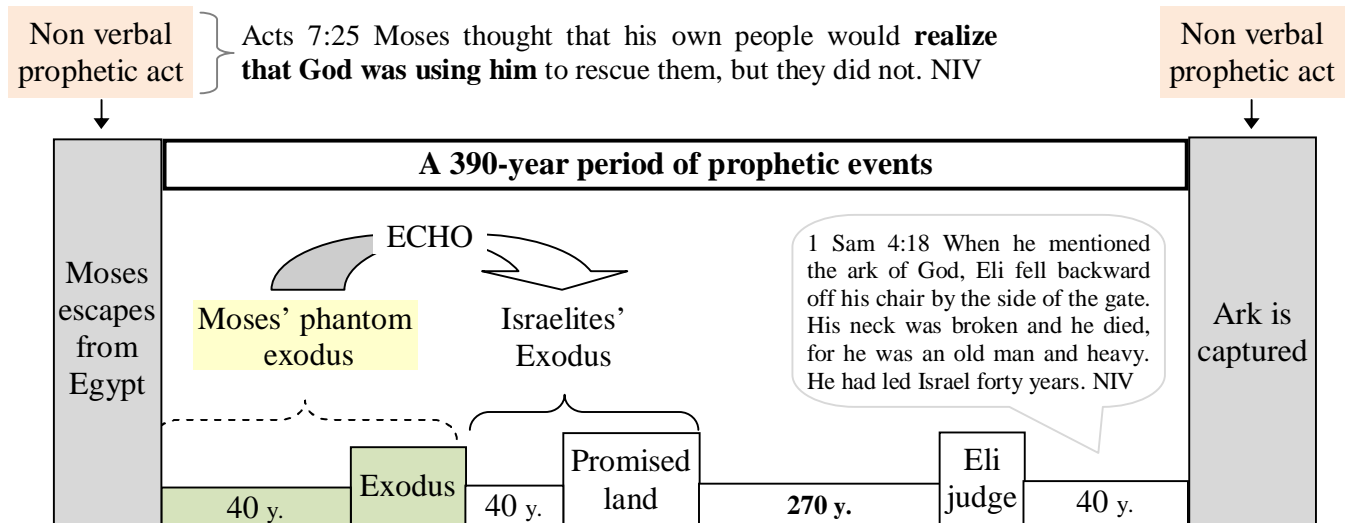 Non verbal
prophetic act
Acts 7:25 Moses thought that his own people would realize
that God was using him to rescue them, but they did not. NIV
Non verbal
prophetic act
A 390-year period of prophetic events
Moses
escapes
from
Egypt
ECHO
Moses’ phantom
exodus
Israelites’
Exodus
1 Sam 4:18 When he mentioned
the ark of God, Eli fell backward
off his chair by the side of the gate.
His neck was broken and he died,
for he was an old man and heavy.
He had led Israel forty years. NIV
Ark is
captured
40 y.
Exodus
40 y.
Promised
land
270 y.
Eli
judge
40 y.